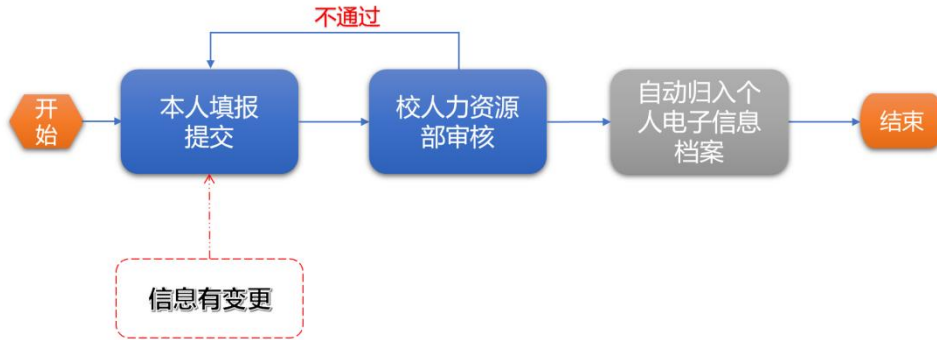 不通过
开
始
本人填报
提交
校人力资源
部审核
自动归入个
人电子信息
档案
结束
信息有变更